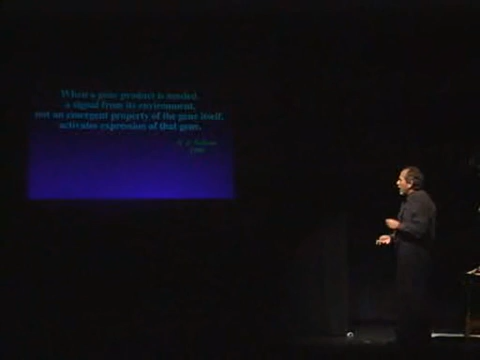 When a gene product is needed,
a signal from its environment,
not an emergent property of the gene itself,
activates expression of that gene.